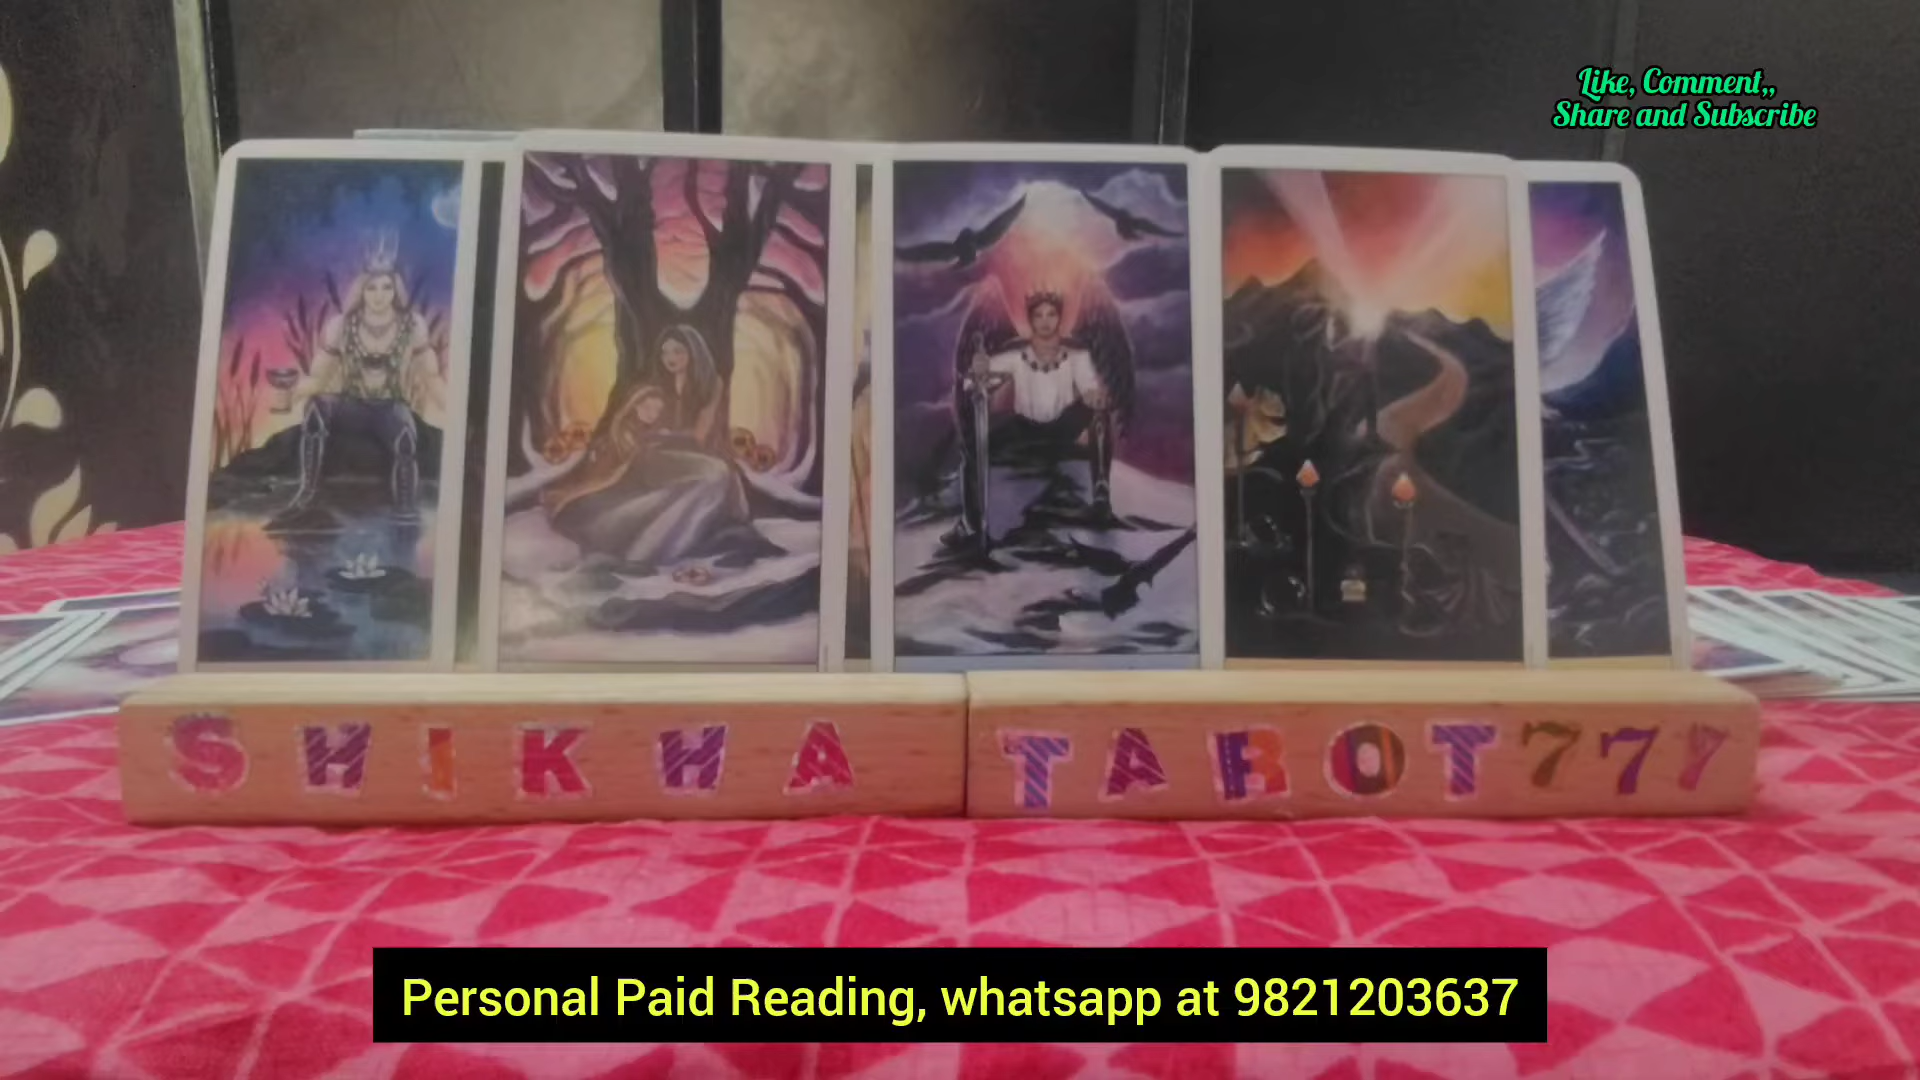 Like, Comment,,
Share and Subscribe
SHIKHA TAROT777
Personal Paid Reading, whatsapp at 9821203637